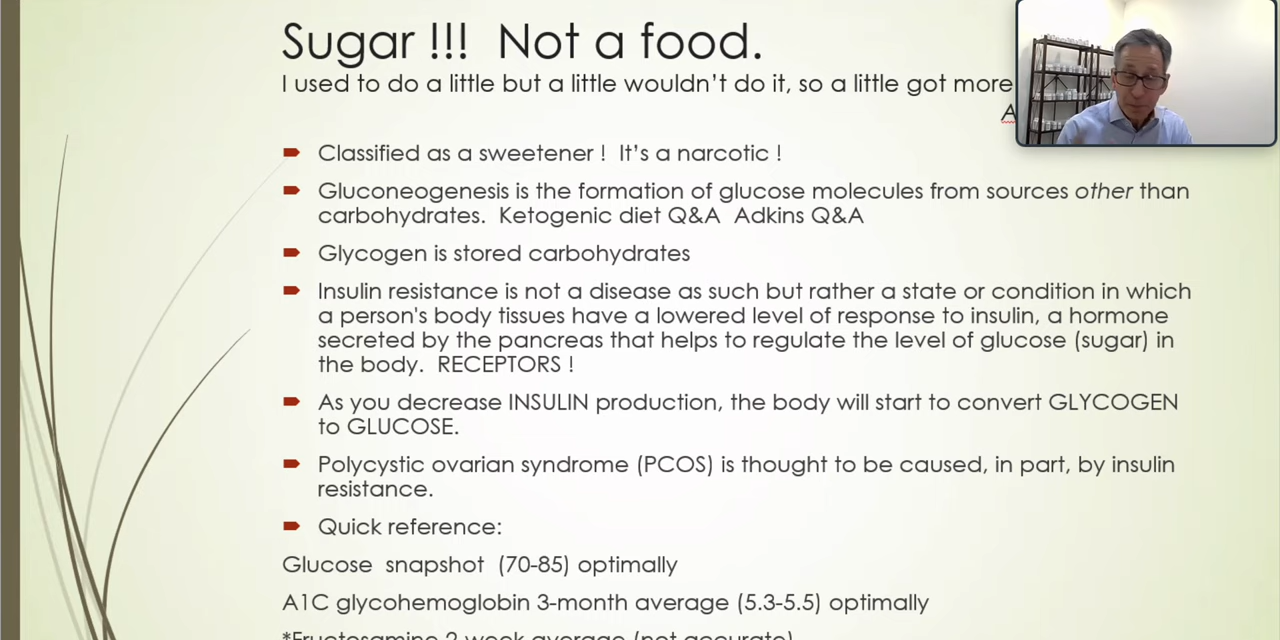 Sugar !!!  Not a food.
I used to do a little but a little wouldn't do it, so a little got more
A
Classified as a sweetener !  It's a narcotic !
Gluconeogenesis is the formation of glucose molecules from sources other than
carbohydrates.  Ketogenic diet Q&A  Adkins Q&A
Glycogen is stored carbohydrates
Insulin resistance is not a disease as such but rather a state or condition in which
a person's body tissues have a lowered level of response to insulin, a hormone
secreted by the pancreas that helps to regulate the level of glucose (sugar) in
the body.  RECEPTORS !
As you decrease INSULIN production, the body will start to convert GLYCOGEN
to GLUCOSE.
Polycystic ovarian syndrome (PCOS) is thought to be caused, in part, by insulin
resistance.
Quick reference:
Glucose  snapshot  (70-85) optimally
A1C glycohemoglobin 3-month average (5.3-5.5) optimally
*Fructosamine 2 week average (not accurate)